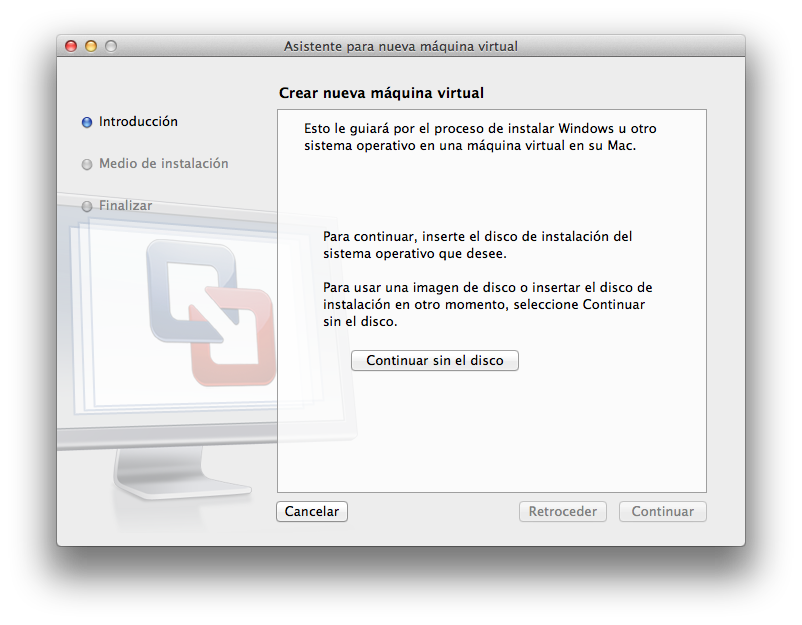 Asistente para nueva máquina virtual
Crear nueva máquina virtual
Introducción
Medio de instalación
Finalizar
Esto le guiará por el proceso de instalar Windows u otro
sistema operativo en una máquina virtual en su Mac.
Para continuar, inserte el disco de instalación del
sistema operativo que desee.
Para usar una imagen de disco o insertar el disco de
instalación en otro momento, seleccione Continuar
sin el disco.
Continuar sin el disco
Cancelar
Retroceder
Continuar